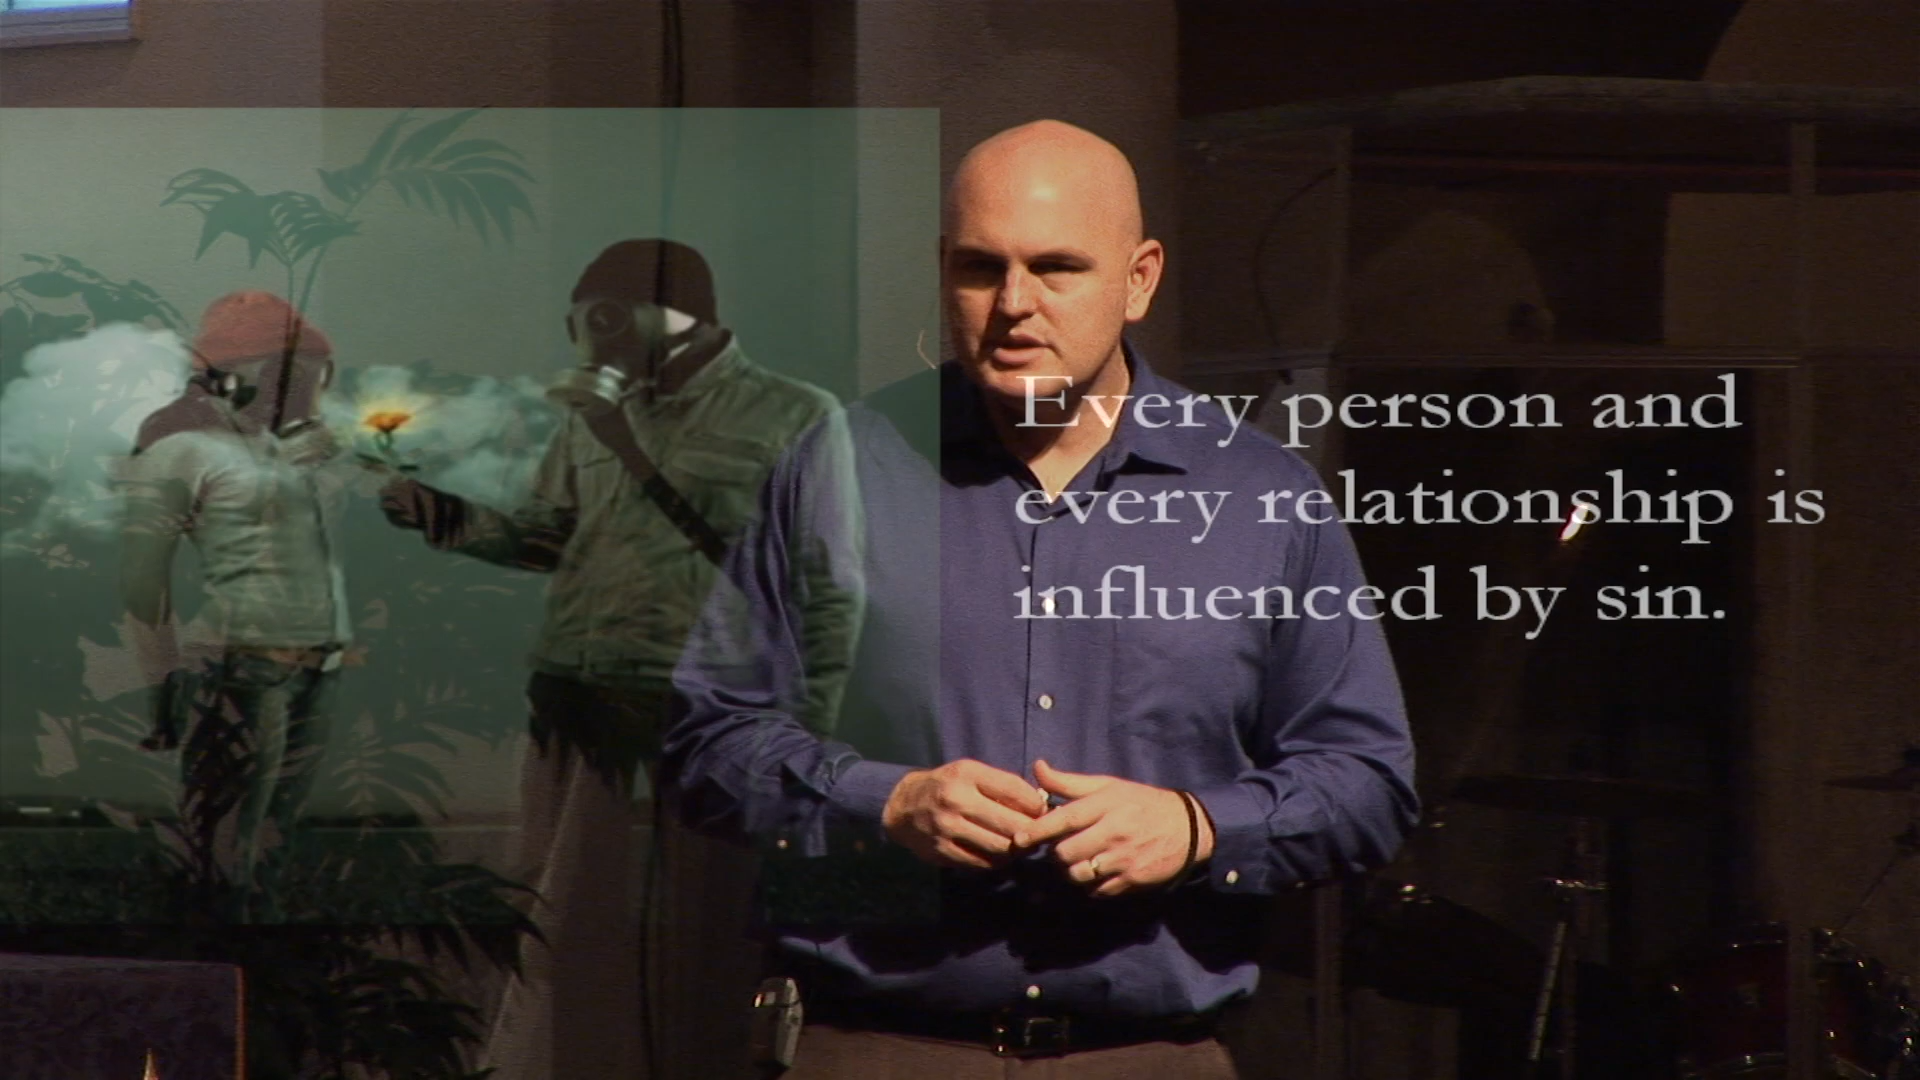 Every person and
every relationship is
influenced by sin.